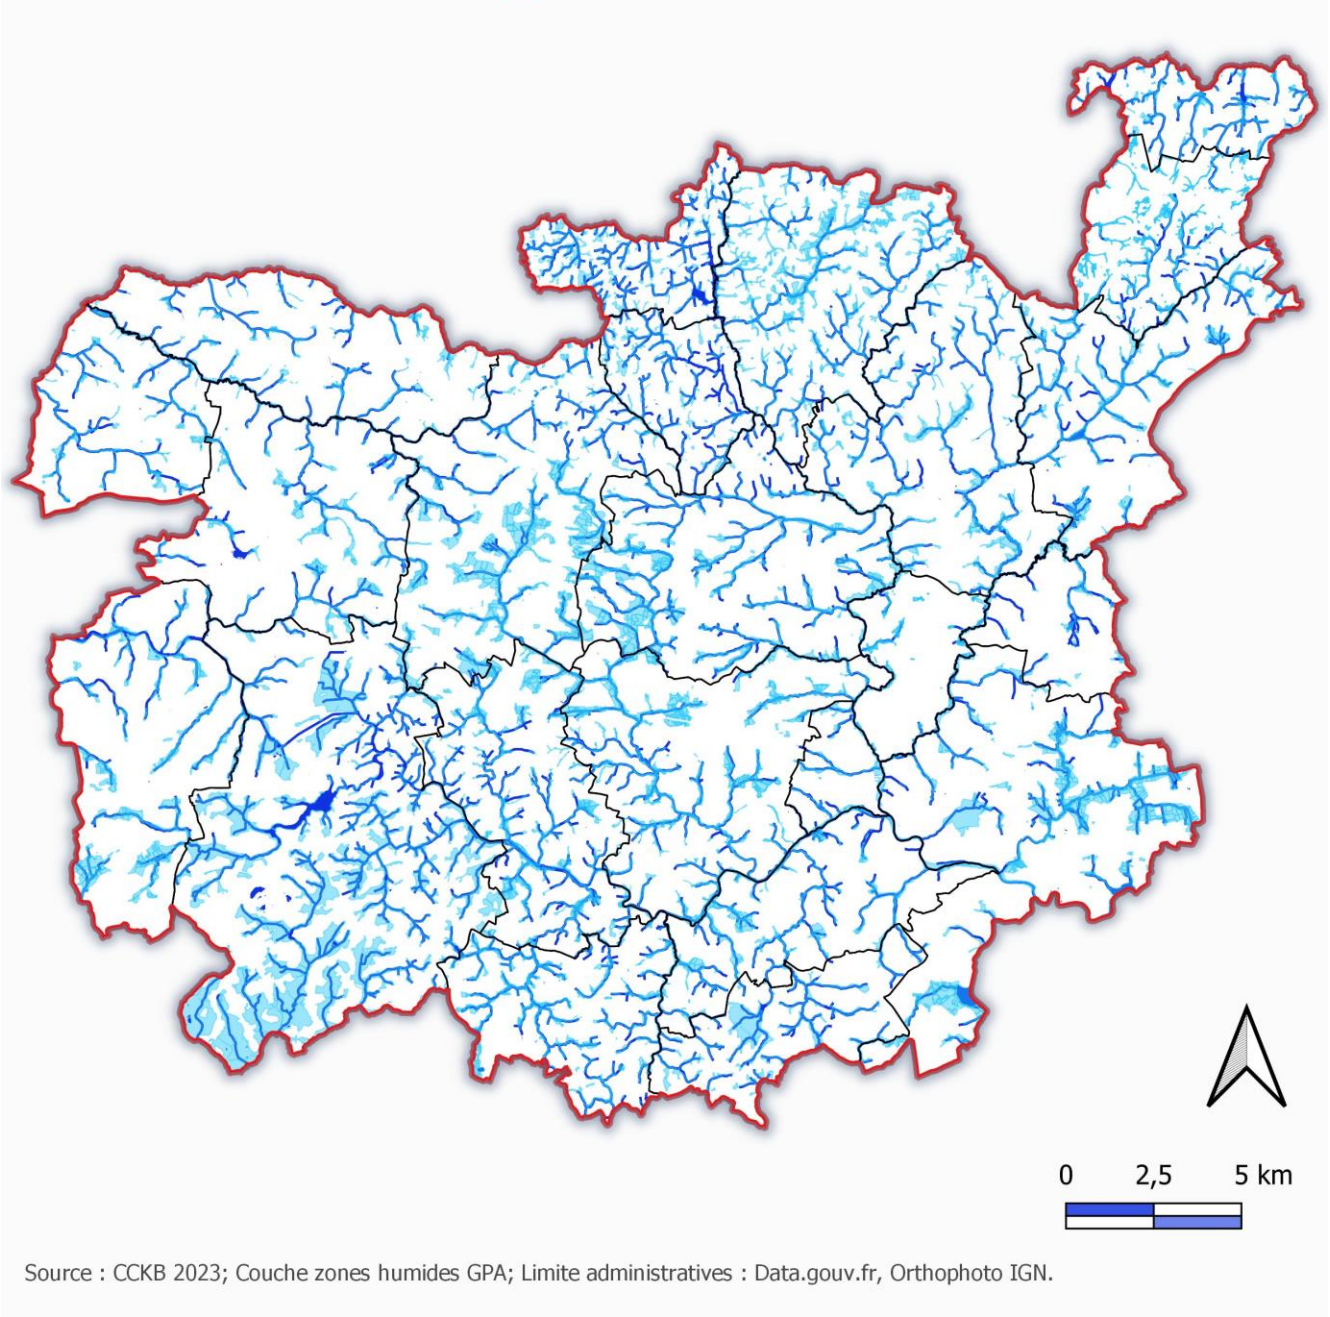 0 2,5 5 km
Source : CCKB 2023; Couche zones humides GPA; Limite administratives : Data.gouv.fr, Orthophoto IGN.